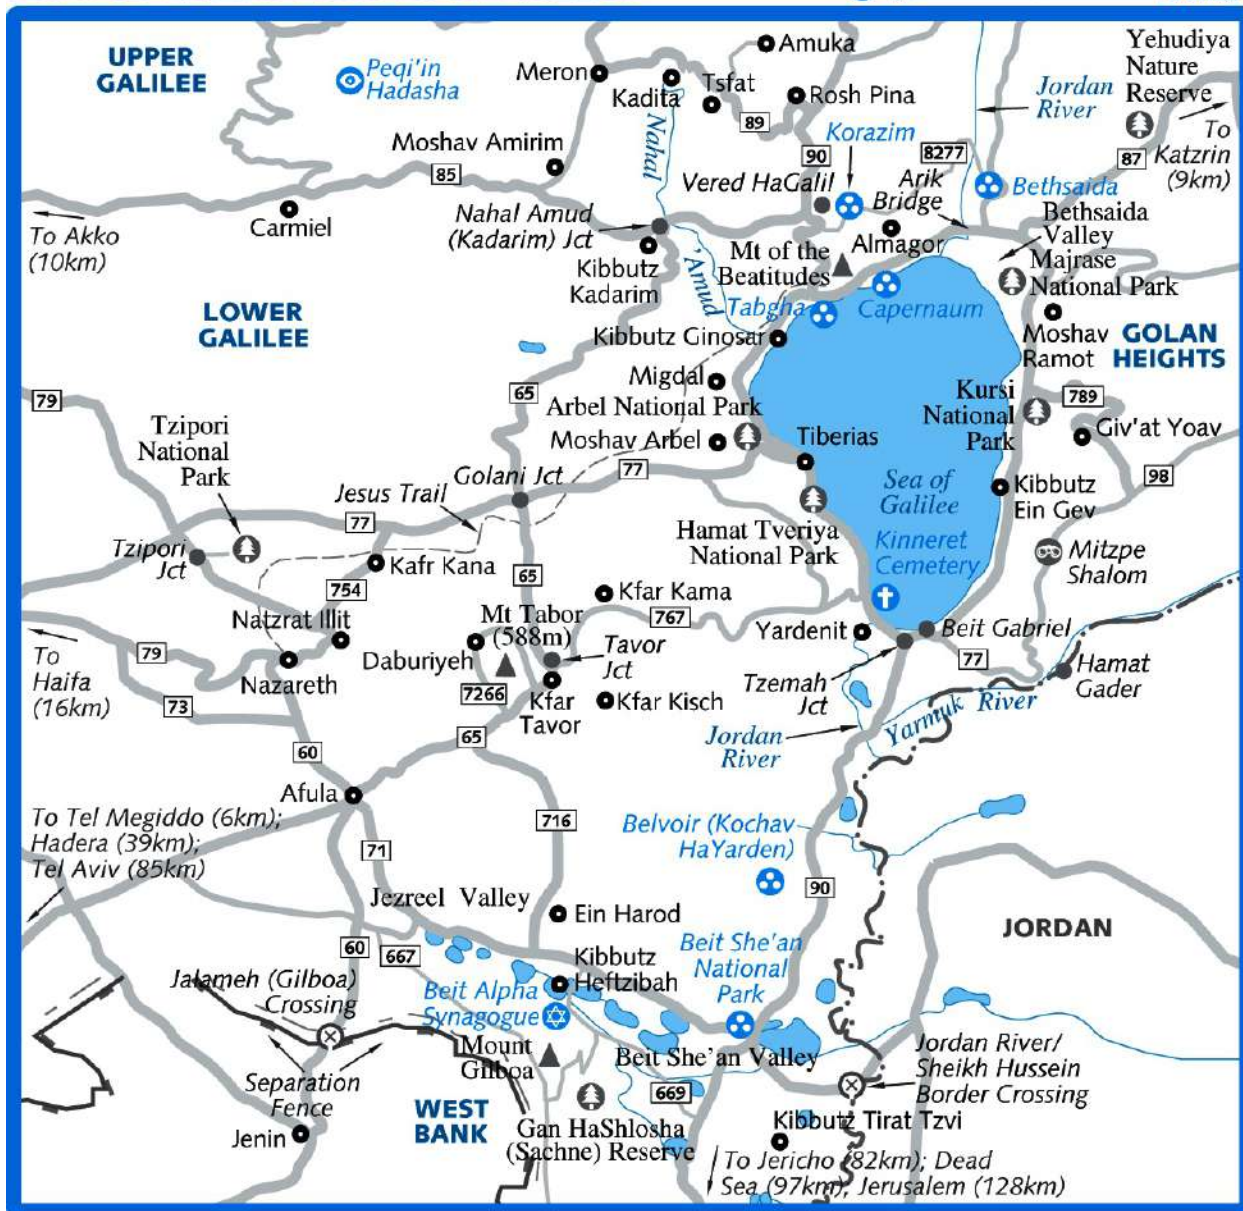 UPPER
GALILEE
Peqi'in
Hadasha
Meron
Kadita
Tsfat
Amuka
Rosh Pina
Yehudiya
Nature
Reserve
Jordan
River
To
Katzrin
(9km)
89
90
Korazim
8277
87
Moshav Amirim
85
Nahal
'Amud
Vered HaGalil
Arik
Bridge
Bethsaida
To Akko
(10km)
Carmiel
Nahal Amud
(Kadarim) Jct
Kibbutz
Kadarim
Mt of the
Beatitudes
Almagor
Bethsaida
Valley
Majrase
National Park
LOWER
GALILEE
Tabgha
Capernaum
Kibbutz Ginosar
Moshav
Ramot
GOLAN
HEIGHTS
79
65
Migdal
Arbel National Park
Moshav Arbel
Kursi
National
Park
789
Giv'at Yoav
Tzipori
National
Park
Tiberias
Golani Jct
77
98
Jesus Trail
Sea of
Galilee
Kibbutz
Ein Gev
77
Hamat Tveriya
National Park
Kinneret
Cemetery
Mitzpe
Shalom
Tzipori
Jct
Kafr Kana
65
754
Kfar Kama
767
Natzrat Illit
Mt Tabor
(588m)
Tavor
Jct
Yardenit
Beit Gabriel
To
Haifa
(16km)
79
Nazareth
Daburiyeh
77
Hamat
Gader
73
7266
Kfar
Tavor
Kfar Kisch
Tzemah
Jct
Yarmuk River
Jordan
River
60
65
Afula
To Tel Megiddo (6km);
Hadera (39km);
Tel Aviv (85km)
716
Belvoir (Kochav
HaYarden)
71
90
Jezreel Valley
Ein Harod
JORDAN
60
667
Kibbutz
Heftzibah
Beit She'an
National
Park
Jalameh (Gilboa)
Crossing
Beit Alpha
Synagogue
Mount
Gilboa
Beit She'an Valley
Jordan River/
Sheikh Hussein
Border Crossing
Separation
Fence
669
Jenin
WEST
BANK
Gan HaShlosha
(Sachne) Reserve
Kibbutz Tirat Tzvi
To Jericho (82km); Dead
Sea (97km), Jerusalem (128km)